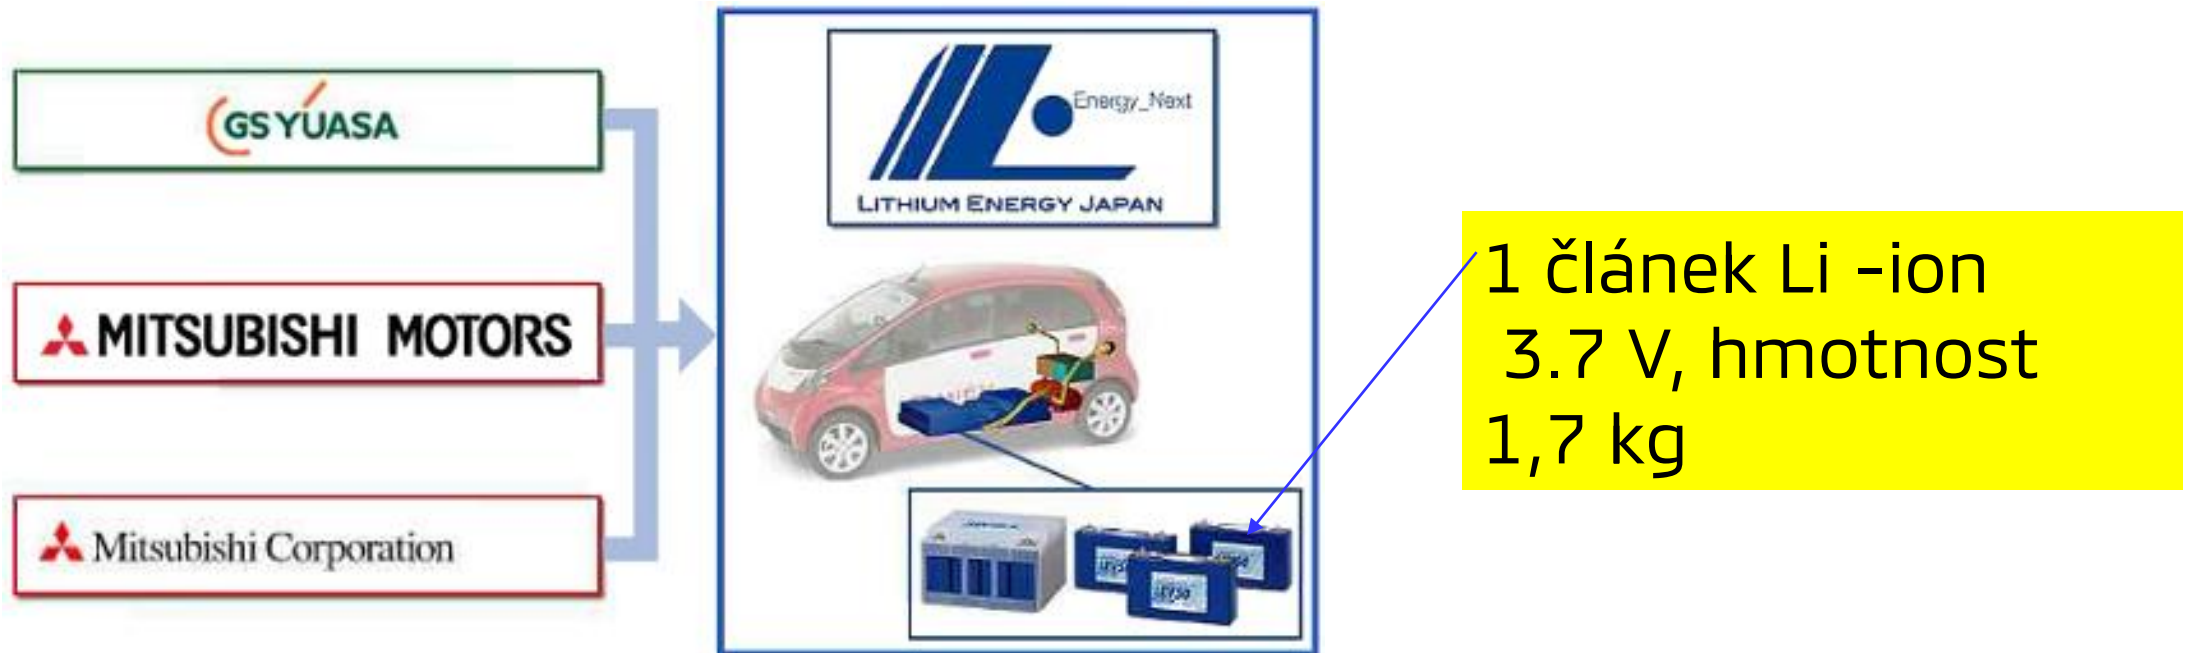 GS YUASA
MITSUBISHI MOTORS
Mitsubishi Corporation
Energy_Next
LITHIUM ENERGY JAPAN
LEV50
1 článek Li -ion
3.7 V, hmotnost
1,7 kg